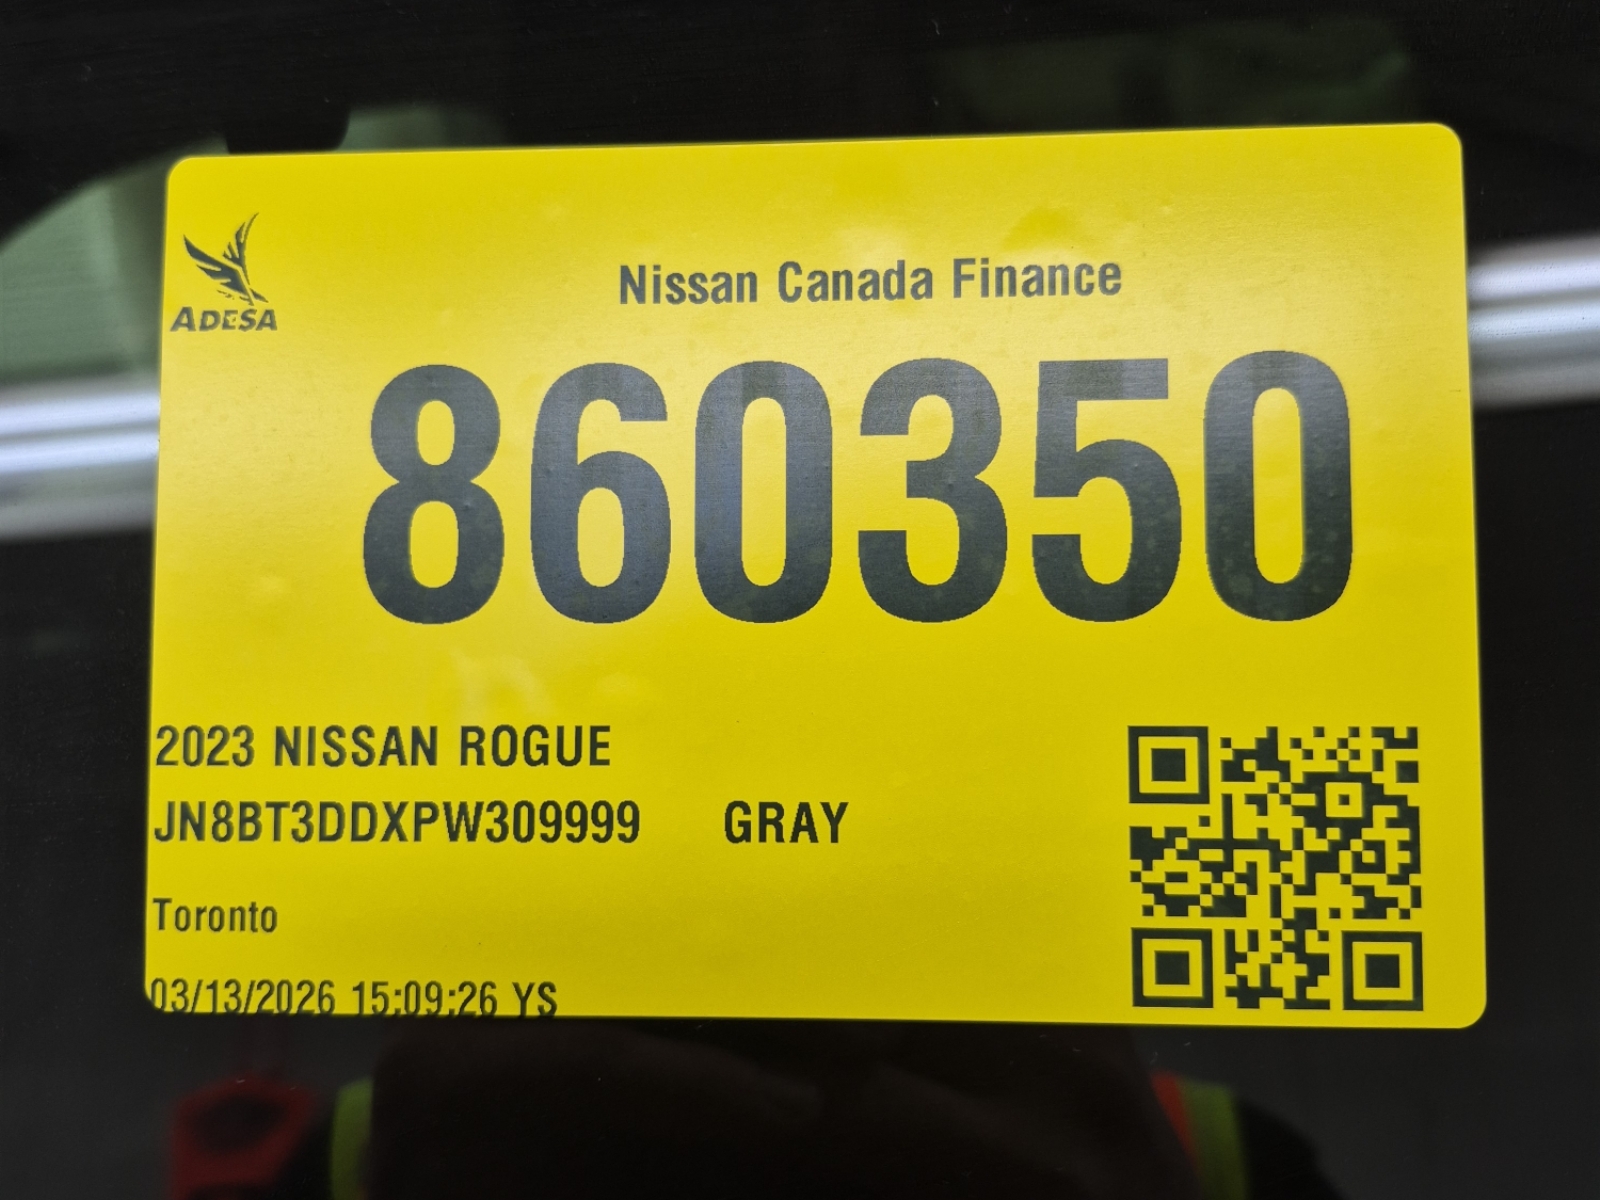 ADESA
Nissan Canada Finance
860350
2023 NISSAN ROGUE
JN8BT3DDXPW309999 GRAY
Toronto
03/13/2026 15:09:26 YS